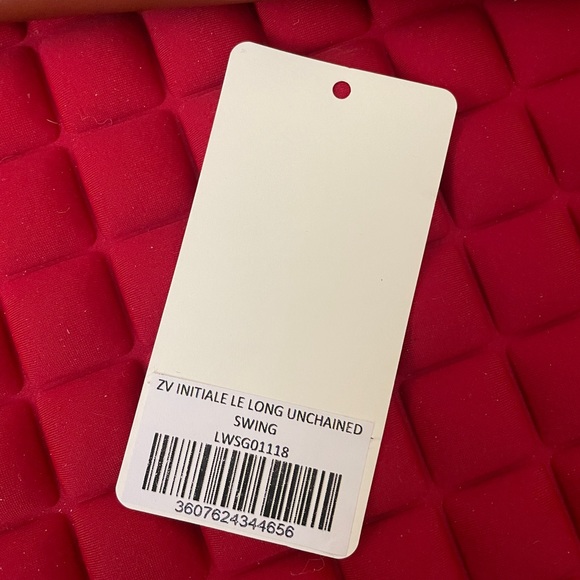 ZV INITIALE LE LONG UNCHAINED
SWING
LWSG01118
3607624344656